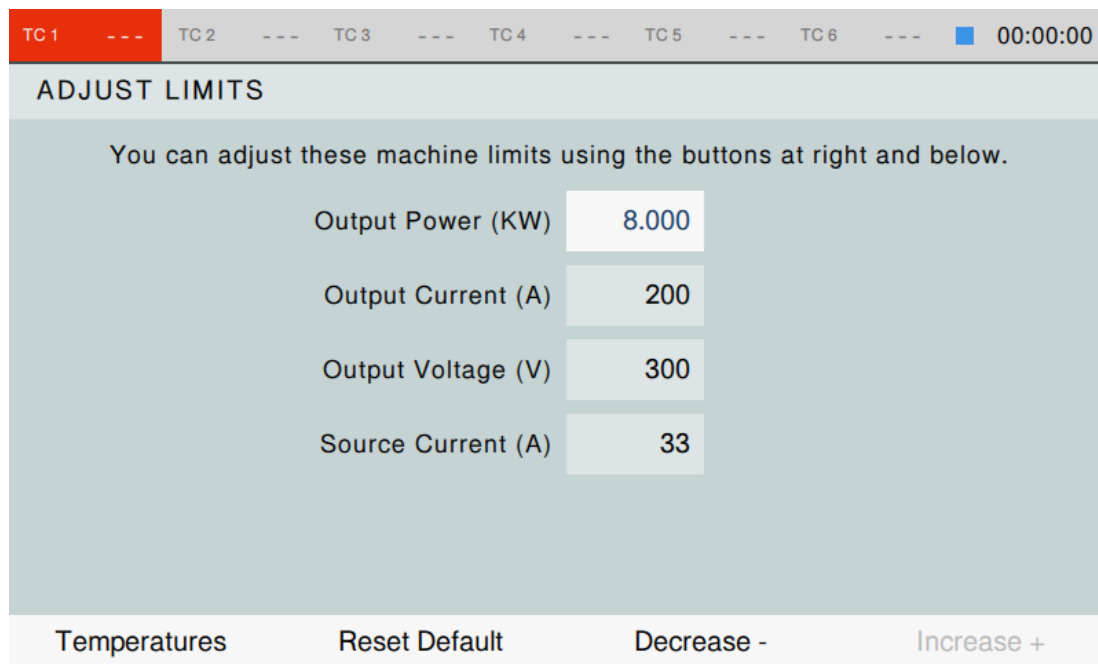 TC 1 --- TC 2 --- TC 3 --- TC 4 --- TC 5 --- TC 6 --- 00:00:00
ADJUST LIMITS
You can adjust these machine limits using the buttons at right and below.
Output Power (KW) 8.000
Output Current (A) 200
Output Voltage (V) 300
Source Current (A) 33
Temperatures Reset Default Decrease - Increase +